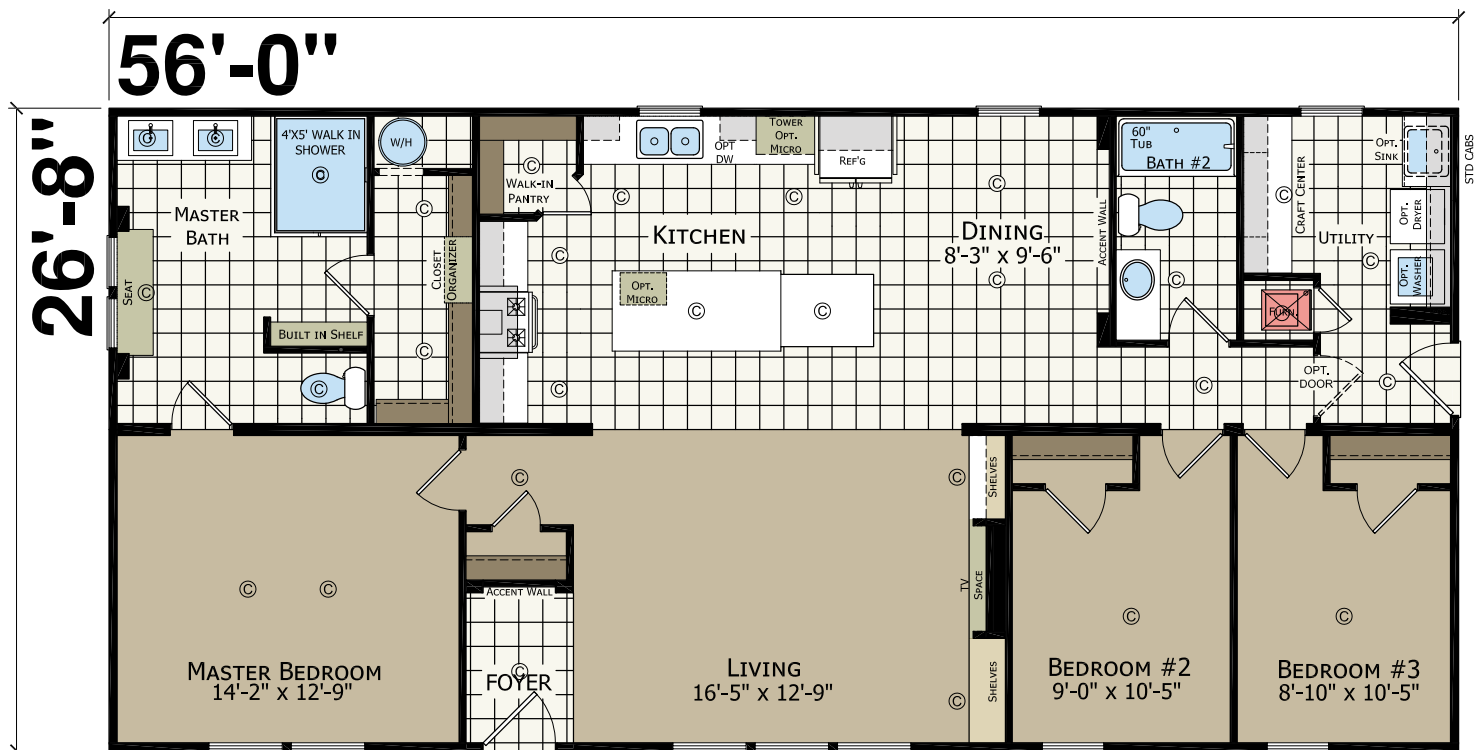 56'-0"
26'-8"
4'X5' WALK IN
SHOWER
W/H
WALK-IN
PANTRY
OPT
DW
TOWER
OPT.
MICRO
REF'G
60"
TUB
BATH #2
CRAFT CENTER
OPT.
SINK
STD CABS
OPT.
DRYER
OPT.
WASHER
UTILITY
MASTER
BATH
SEAT
CLOSET
ORGANIZER
BUILT IN SHELF
KITCHEN
OPT.
MICRO
DINING
8'-3" X 9'-6"
ACCENT WALL
FURN.
OPT.
DOOR
MASTER BEDROOM
14'-2" X 12'-9"
ACCENT WALL
FOYER
LIVING
16'-5" X 12'-9"
SHELVES
TV
SPACE
SHELVES
BEDROOM #2
9'-0" X 10'-5"
BEDROOM #3
8'-10" X 10'-5"
© © © © © © © © © © © © © © © © © © © © © © © © © © © © © © © ©